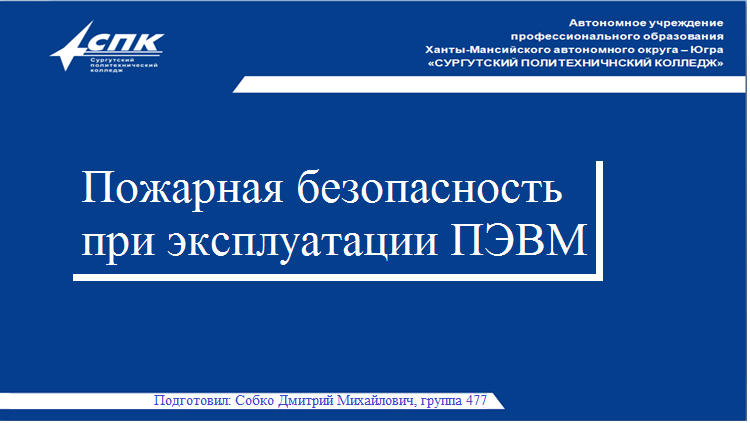 СПК
Сургутский
политехнический
колледж
Автономное учреждение
профессионального образования
Ханты-Мансийского автономного округа – Югра
«СУРГУТСКИЙ ПОЛИТЕХНИЧНСКИЙ КОЛЛЕДЖ»
Пожарная безопасность
при эксплуатации ПЭВМ
Подготовил: Собко Дмитрий Михайлович, группа 477